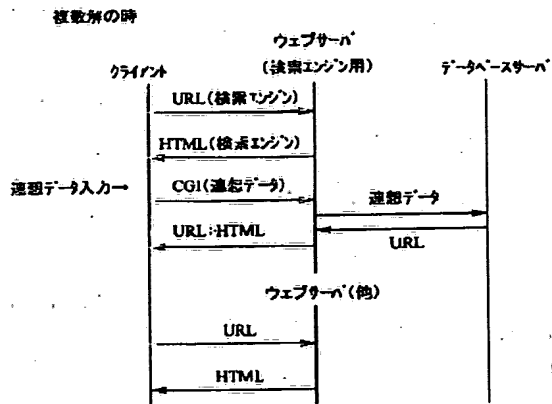 複数解の時
ウェブサーバ
クライアント
(検索エンジン用)
データベースサーバ
URL(検索エンジン)
HTML(検索エンジン)
連想データ入力→
CGI(連想データ)
連想データ
URL:HTML
URL
ウェブサーバ(他)
URL
HTML